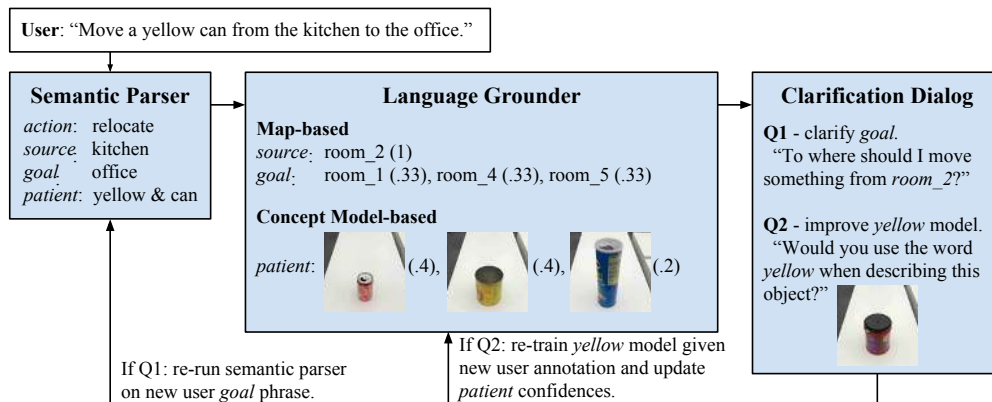 User: “Move a yellow can from the kitchen to the office.”
Semantic Parser
action: relocate
source: kitchen
goal: office
patient: yellow & can
Language Grounder
Map-based
source: room_2 (1)
goal: room_1 (.33), room_4 (.33), room_5 (.33)
Concept Model-based
patient: (.4), (.4), (.2)
Clarification Dialog
Q1 - clarify goal.
“To where should I move
something from room_2?”
Q2 - improve yellow model.
“Would you use the word
yellow when describing this
object?”
If Q1: re-run semantic parser
on new user goal phrase.
If Q2: re-train yellow model given
new user annotation and update
patient confidences.